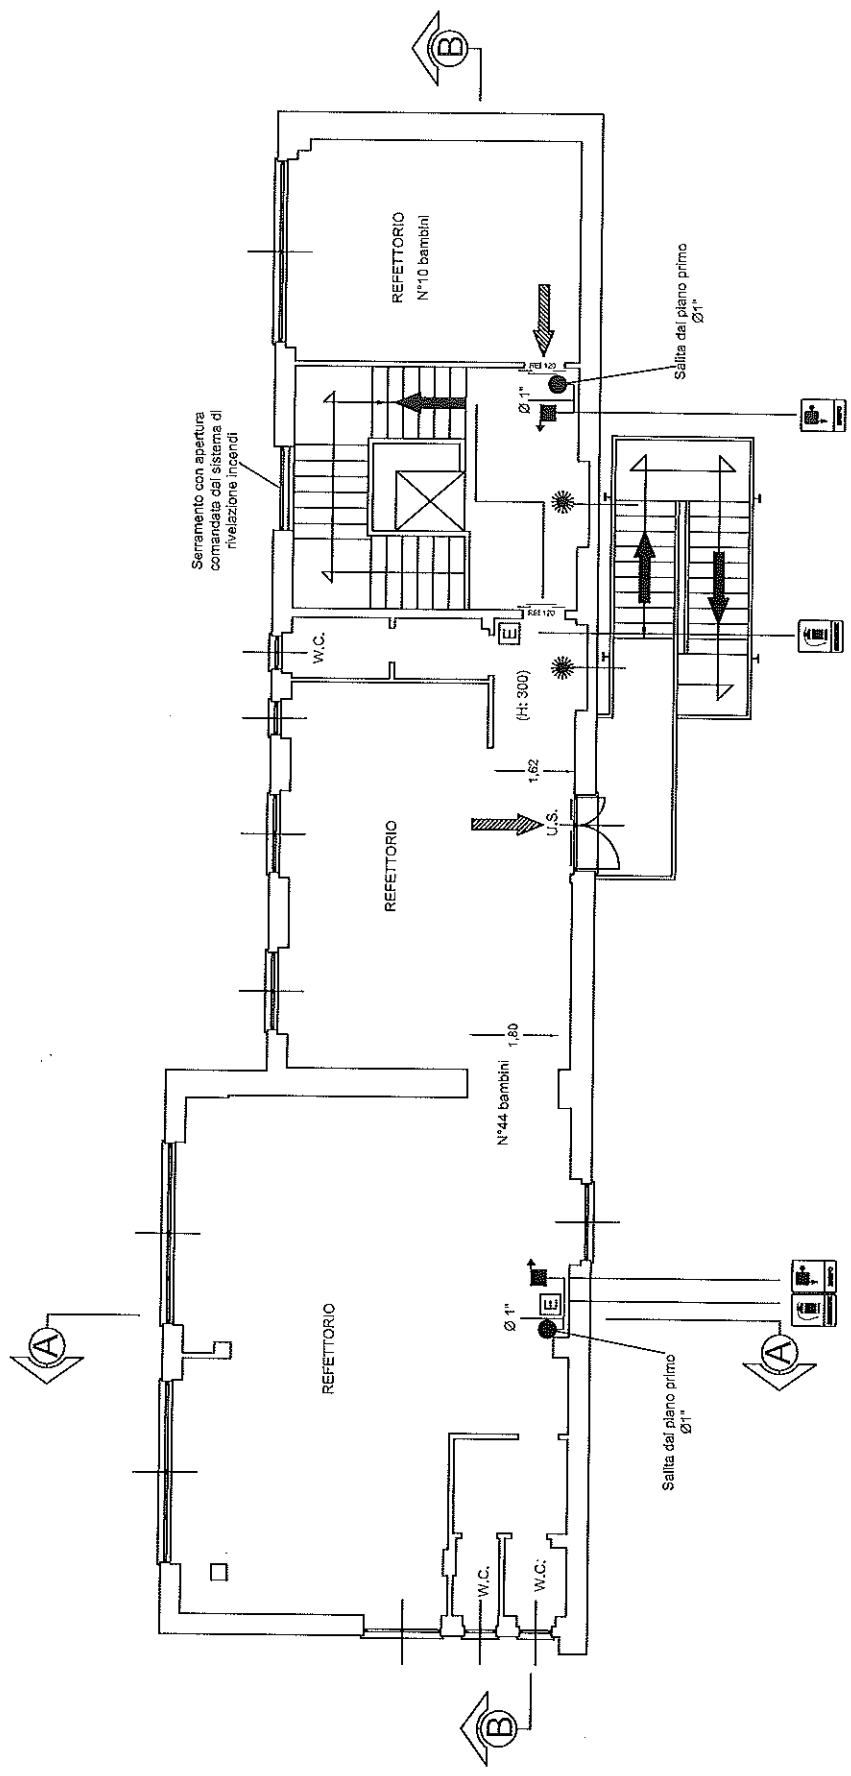 B
REFETTORIO
N°10 bambini
Salita dal piano primo
Ø1"
REI 120
Ø 1"
Serramento con apertura
comandata dal sistema di
rivelazione incendi
REI 120
E
W.C.
(H: 300)
1,62
U.S.
REFETTORIO
1,80
N°44 bambini
REFETTORIO
A
Ø 1"
E
A
Salita dal piano primo
Ø1"
W.C.
W.C.
B